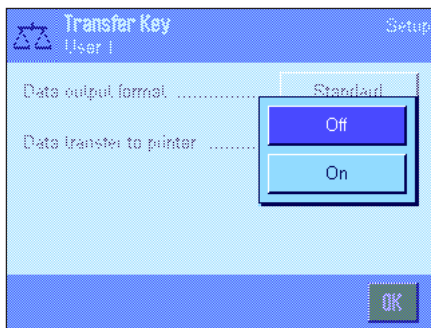 Transfer Key
Setup
User 1
Data output format ..............
Standard
Data transfer to printer ........
Off
On
OK